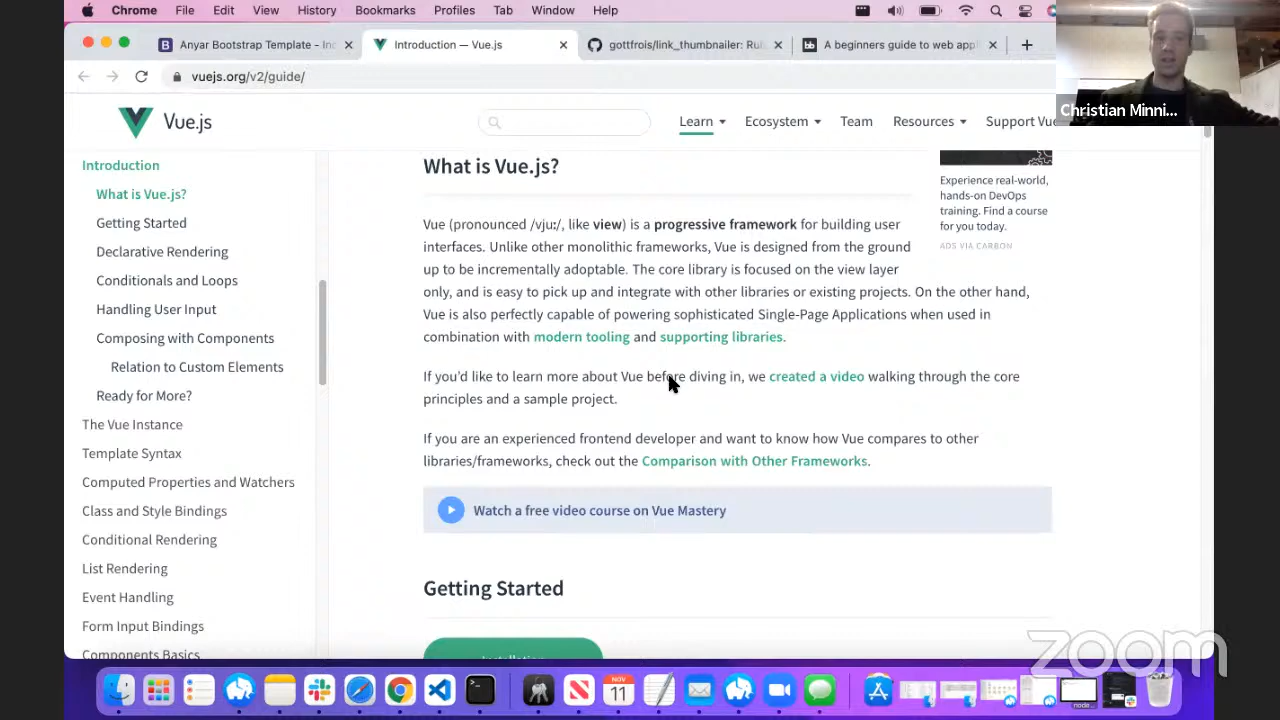 Chrome File Edit View History Bookmarks Profiles Tab Window Help
Anyar Bootstrap Template - Inc
Introduction — Vue.js
gottfrois/link_thumbnailer: Rub
A beginners guide to web appl
vuejs.org/v2/guide/
Christian Minni...
Vue.js
Learn
Ecosystem
Team
Resources
Support Vue
Introduction
What is Vue.js?
Getting Started
Declarative Rendering
Conditionals and Loops
Handling User Input
Composing with Components
Relation to Custom Elements
Ready for More?
The Vue Instance
Template Syntax
Computed Properties and Watchers
Class and Style Bindings
Conditional Rendering
List Rendering
Event Handling
Form Input Bindings
Components Basics
What is Vue.js?
Vue (pronounced /vjuː/, like view) is a progressive framework for building user
interfaces. Unlike other monolithic frameworks, Vue is designed from the ground
up to be incrementally adoptable. The core library is focused on the view layer
only, and is easy to pick up and integrate with other libraries or existing projects. On the other hand,
Vue is also perfectly capable of powering sophisticated Single-Page Applications when used in
combination with modern tooling and supporting libraries.
If you'd like to learn more about Vue before diving in, we created a video walking through the core
principles and a sample project.
If you are an experienced frontend developer and want to know how Vue compares to other
libraries/frameworks, check out the Comparison with Other Frameworks.
Watch a free video course on Vue Mastery
Getting Started
Installation
Experience real-world,
hands-on DevOps
training. Find a course
for you today.
ADS VIA CARBON
zoom
NOV
11